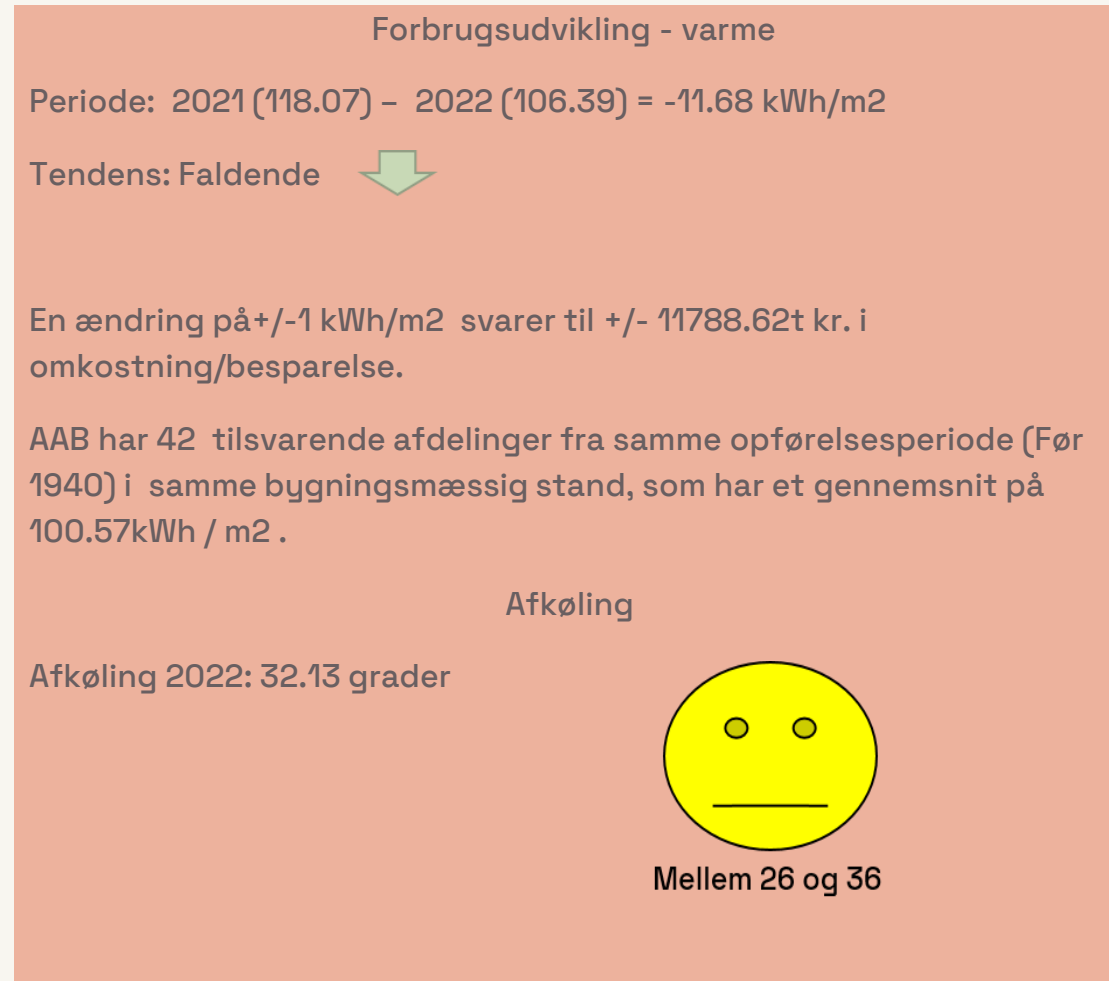 Forbrugsudvikling - varme
Periode:  2021 (118.07) –  2022 (106.39) = -11.68 kWh/m2
Tendens: Faldende
En ændring på+/-1 kWh/m2  svarer til +/- 11788.62t kr. i
omkostning/besparelse.
AAB har 42  tilsvarende afdelinger fra samme opførelsesperiode (Før
1940) i  samme bygningsmæssig stand, som har et gennemsnit på
100.57kWh / m2 .
Afkøling
Afkøling 2022: 32.13 grader
Mellem 26 og 36